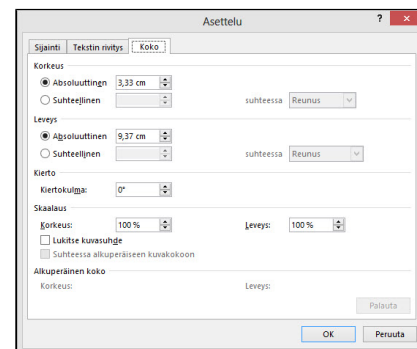 Asettelu ? ×
Sijainti Tekstin rivitys Koko
Korkeus
Absoluuttinen 3,33 cm
Suhteellinen suhteessa Reunus
Leveys
Absoluuttinen 9,37 cm
Suhteellinen suhteessa Reunus
Kierto
Kiertokulma: 0°
Skaalaus
Korkeus: 100 % Leveys: 100 %
Lukitse kuvasuhde
Suhteessa alkuperäiseen kuvakokoon
Alkuperäinen koko
Korkeus: Leveys:
Palauta
OK Peruuta